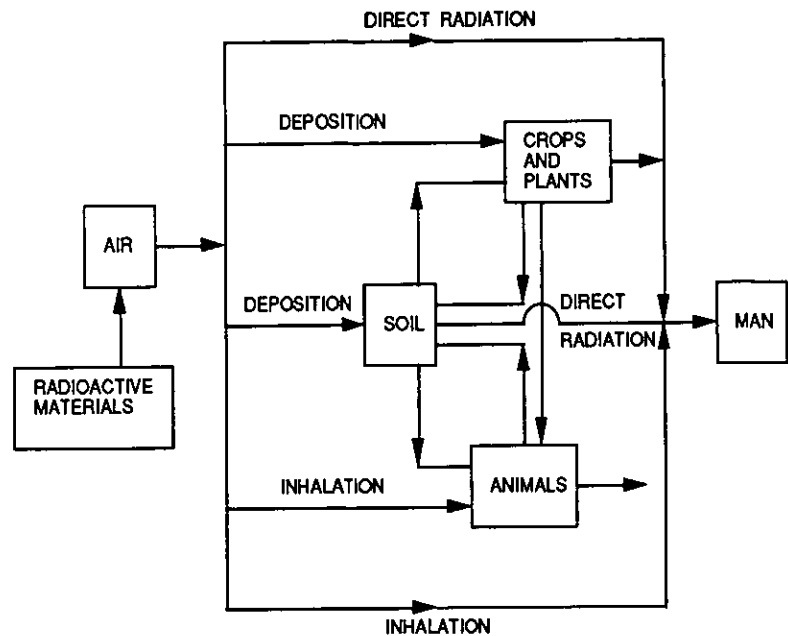 DIRECT RADIATION
DEPOSITION
CROPS
AND
PLANTS
AIR
DEPOSITION
SOIL
DIRECT
RADIATION
MAN
RADIOACTIVE
MATERIALS
INHALATION
ANIMALS
INHALATION